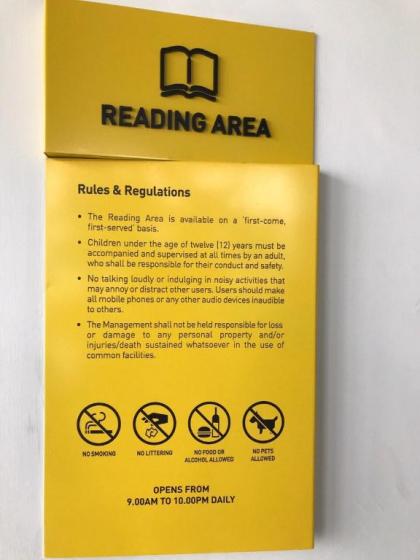 READING AREA
Rules & Regulations
• The Reading Area is available on a 'first-come,
first-served' basis.
• Children under the age of twelve (12) years must be
accompanied and supervised at all times by an adult,
who shall be responsible for their conduct and safety.
• No talking loudly or indulging in noisy activities that
may annoy or distract other users. Users should make
all mobile phones or any other audio devices inaudible
to others.
• The Management shall not be held responsible for loss
or damage to any personal property and/or
injuries/death sustained whatsoever in the use of
common facilities.
NO SMOKING
NO LITTERING
NO FOOD OR
ALCOHOL ALLOWED
NO PETS
ALLOWED
OPENS FROM
9.00AM TO 10.00PM DAILY